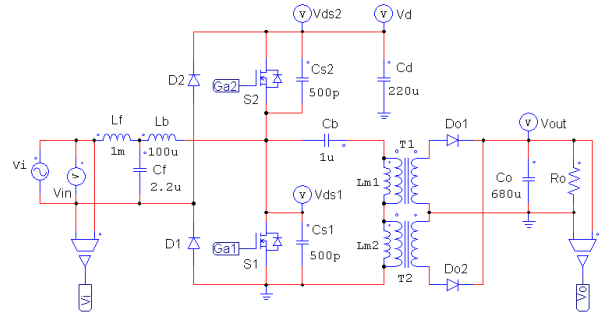 V Vds2 V Vd
D2 Ga2 S2 Cs2 500p Cd 220u
Lf 1m Lb 100u Cb 1u T1 Do1 V Vout
Vi V Vin Cf 2.2u Lm1 Co 680u Ro
V Vds1
D1 Ga1 S1 Cs1 500p Lm2 T2 Do2
Vi Vo